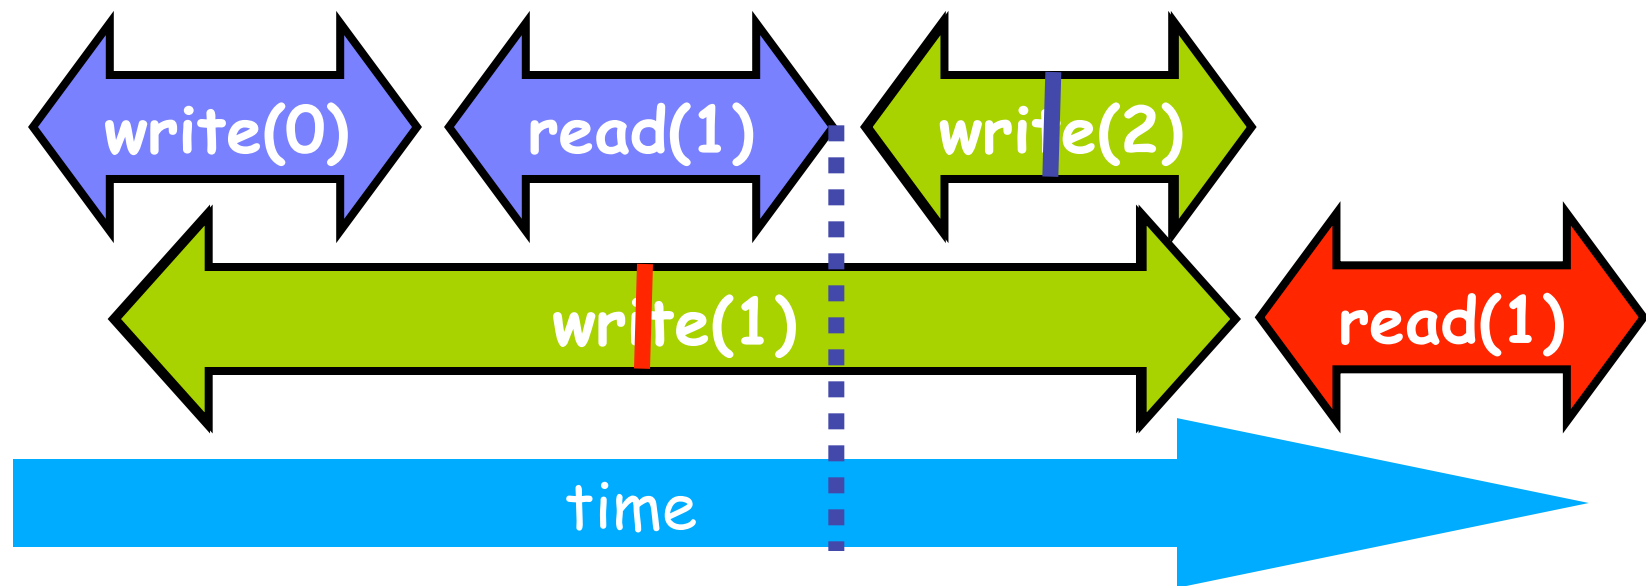 write(0) read(1) write(2)
write(1) read(1)
time